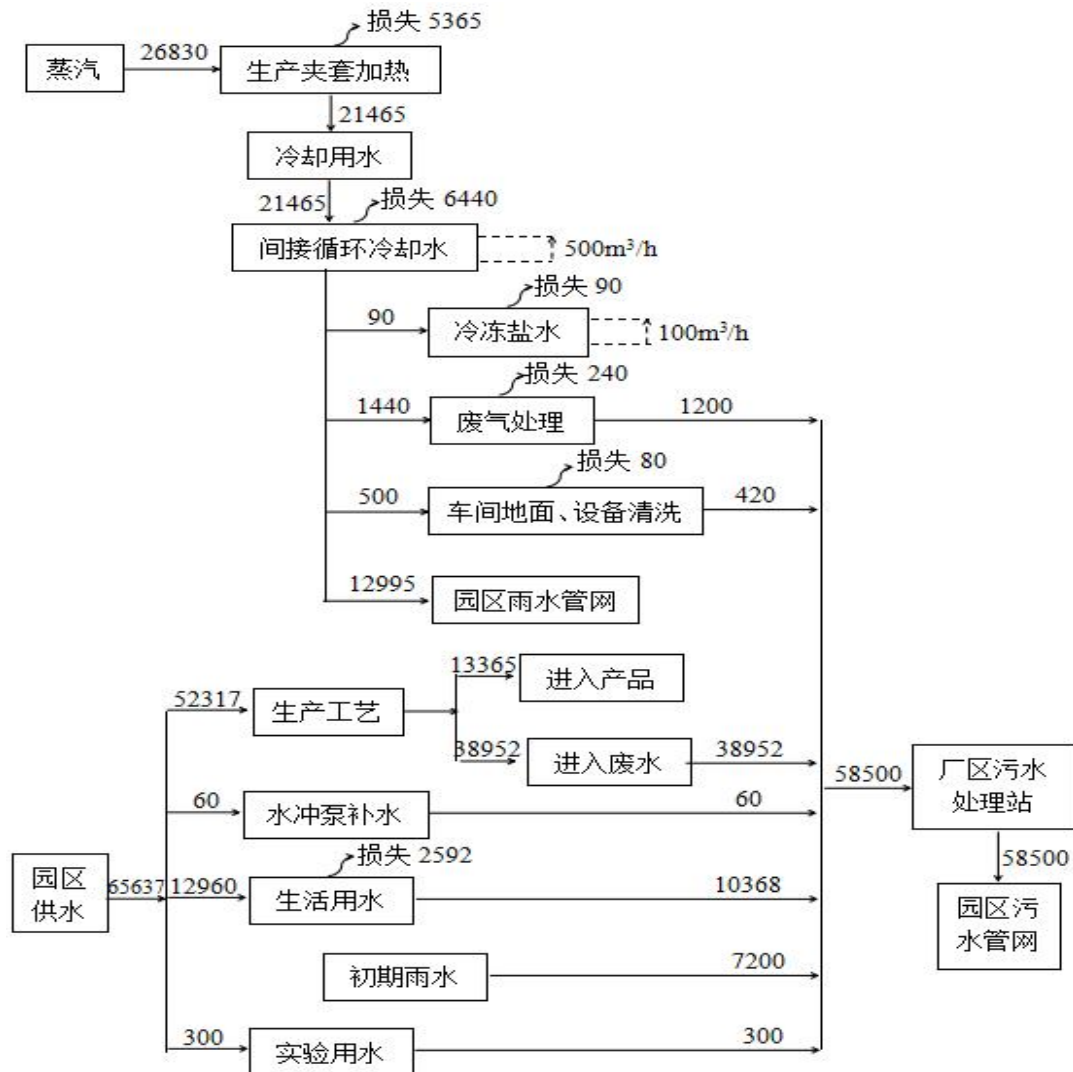 损失 5365
蒸汽
26830
生产夹套加热
21465
冷却用水
21465
损失 6440
间接循环冷却水
500m³/h
损失 90
90
冷冻盐水
100m³/h
损失 240
1440
废气处理
1200
损失 80
500
车间地面、设备清洗
420
12995
园区雨水管网
13365
进入产品
52317
生产工艺
38952
进入废水
38952
58500
厂区污水
处理站
60
水冲泵补水
60
损失 2592
58500
园区
供水
65637
12960
生活用水
10368
园区污
水管网
初期雨水
7200
300
实验用水
300